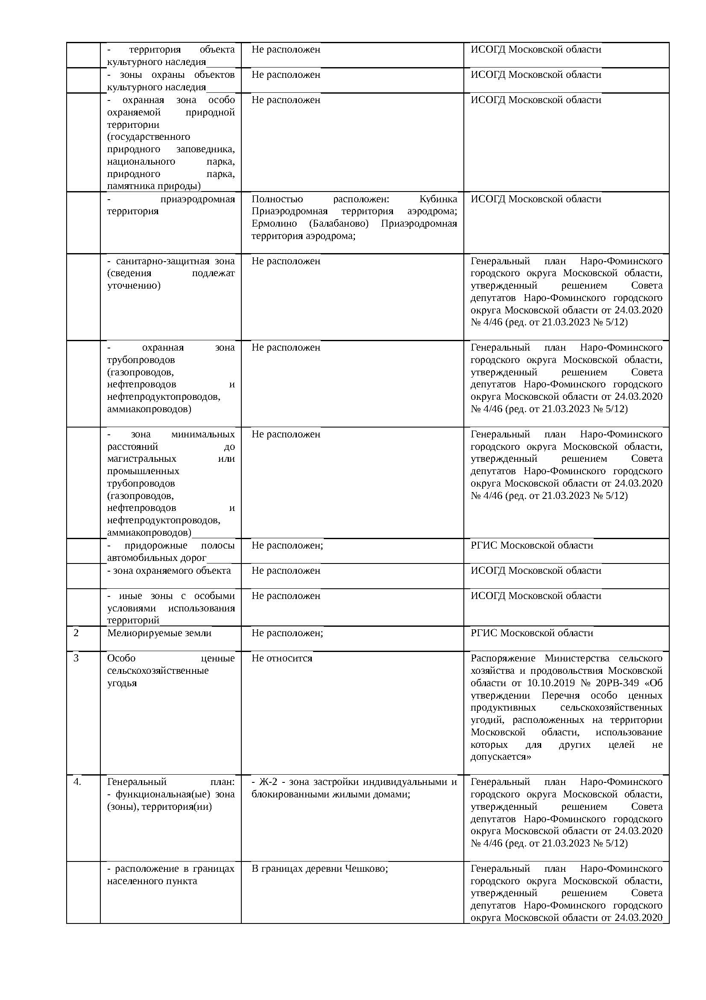 - территория объекта
культурного наследия
Не расположен
ИСОГД Московской области
- зоны охраны объектов
культурного наследия
Не расположен
ИСОГД Московской области
- охранная зона особо
охраняемой природной
территории
(государственного
природного заповедника,
национального парка,
природного парка,
памятника природы)
Не расположен
ИСОГД Московской области
- приаэродромная
территория
Полностью расположен: Кубинка
Приаэродромная территория аэродрома;
Ермолино (Балабаново) Приаэродромная
территория аэродрома;
ИСОГД Московской области
- санитарно-защитная зона
(сведения подлежат
уточнению)
Не расположен
Генеральный план Наро-Фоминского
городского округа Московской области,
утвержденный решением Совета
депутатов Наро-Фоминского городского
округа Московской области от 24.03.2020
№ 4/46 (ред. от 21.03.2023 № 5/12)
- охранная зона
трубопроводов
(газопроводов,
нефтепроводов и
нефтепродуктопроводов,
аммиакопроводов)
Не расположен
Генеральный план Наро-Фоминского
городского округа Московской области,
утвержденный решением Совета
депутатов Наро-Фоминского городского
округа Московской области от 24.03.2020
№ 4/46 (ред. от 21.03.2023 № 5/12)
- зона минимальных
расстояний до
магистральных или
промышленных
трубопроводов
(газопроводов,
нефтепроводов и
нефтепродуктопроводов,
аммиакопроводов)
Не расположен
Генеральный план Наро-Фоминского
городского округа Московской области,
утвержденный решением Совета
депутатов Наро-Фоминского городского
округа Московской области от 24.03.2020
№ 4/46 (ред. от 21.03.2023 № 5/12)
- придорожные полосы
автомобильных дорог
Не расположен;
РГИС Московской области
- зона охраняемого объекта
Не расположен
ИСОГД Московской области
- иные зоны с особыми
условиями использования
территорий
Не расположен
ИСОГД Московской области
2
Мелиорируемые земли
Не расположен;
РГИС Московской области
3
Особо ценные
сельскохозяйственные
угодья
Не относится
Распоряжение Министерства сельского
хозяйства и продовольствия Московской
области от 10.10.2019 № 20РВ-349 «Об
утверждении Перечня особо ценных
продуктивных сельскохозяйственных
угодий, расположенных на территории
Московской области, использование
которых для других целей не
допускается»
4.
Генеральный план:
- функциональная(ые) зона
(зоны), территория(ии)
- Ж-2 - зона застройки индивидуальными и
блокированными жилыми домами;
Генеральный план Наро-Фоминского
городского округа Московской области,
утвержденный решением Совета
депутатов Наро-Фоминского городского
округа Московской области от 24.03.2020
№ 4/46 (ред. от 21.03.2023 № 5/12)
- расположение в границах
населенного пункта
В границах деревни Чешково;
Генеральный план Наро-Фоминского
городского округа Московской области,
утвержденный решением Совета
депутатов Наро-Фоминского городского
округа Московской области от 24.03.2020